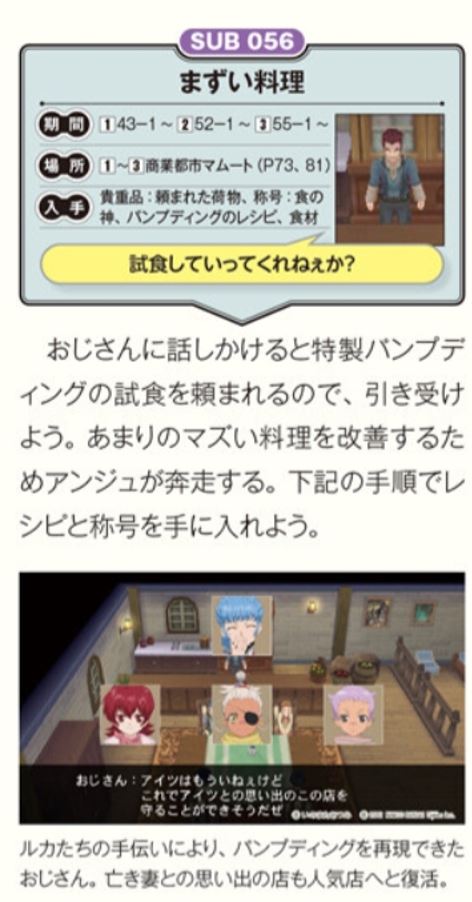 SUB 056
まずい料理
期間 1 43−1〜 2 52−1〜 3 55−1〜
場所 1〜3 商業都市マムート(P73、81)
入手 貴重品：頼まれた荷物、称号：食の
神、パンプディングのレシピ、食材
試食していってくれねぇか?
おじさんに話しかけると特製パンプデ
ィングの試食を頼まれるので、引き受け
よう。あまりのマズい料理を改善するた
めアンジュが奔走する。下記の手順でレ
シピと称号を手に入れよう。
おじさん：アイツはもういねぇけど
これでアイツとの思い出のこの店を
守ることができそうだぜ
ルカたちの手伝いにより、パンプディングを再現できた
おじさん。亡き妻との思い出の店も人気店へと復活。